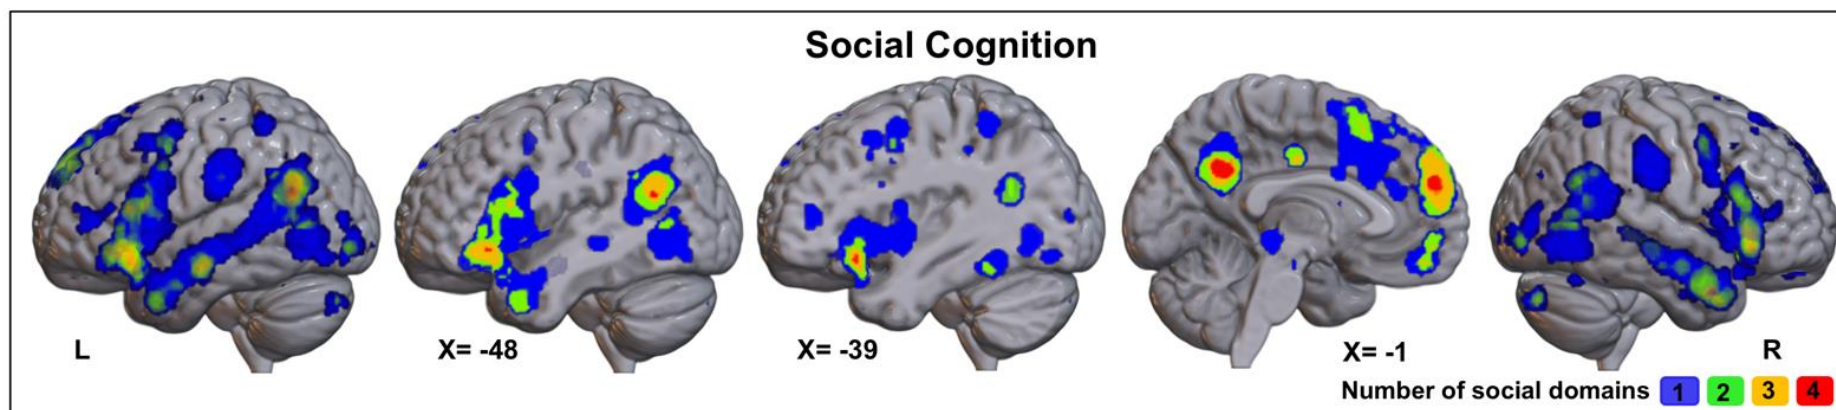 Social Cognition
L
X= -48
X= -39
X= -1
R
Number of social domains 1 2 3 4